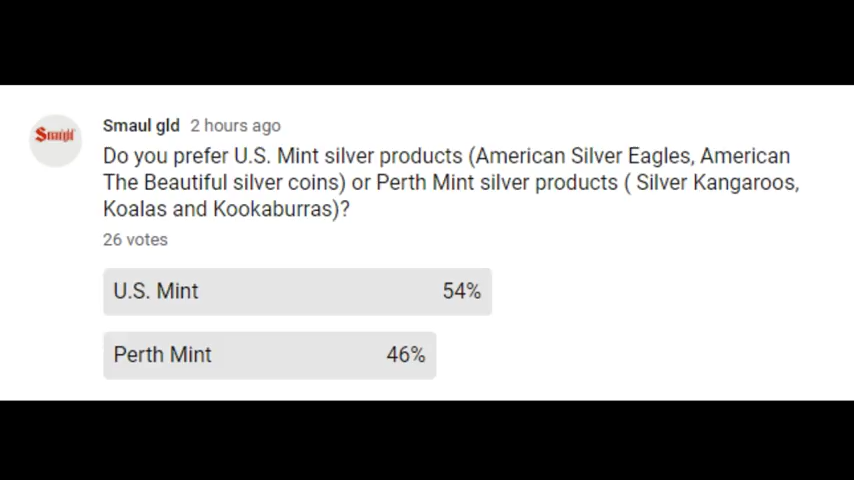 Smaulgld
Smaul gld 2 hours ago
Do you prefer U.S. Mint silver products (American Silver Eagles, American
The Beautiful silver coins) or Perth Mint silver products ( Silver Kangaroos,
Koalas and Kookaburras)?
26 votes
U.S. Mint 54%
Perth Mint 46%